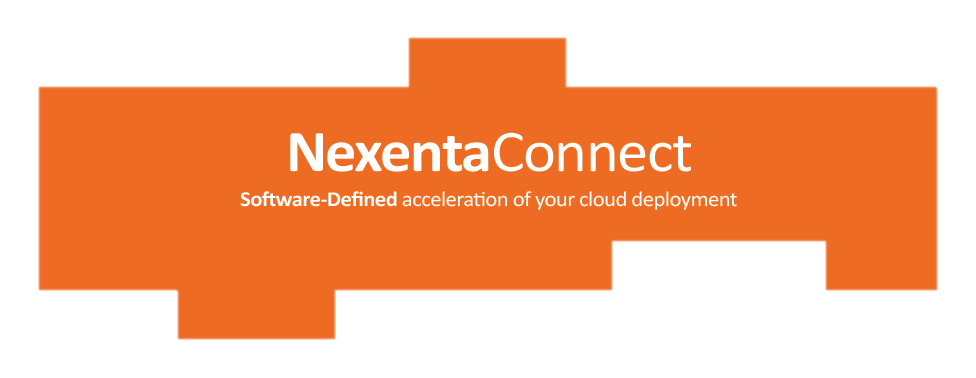 NexentaConnect
Software-Defined acceleration of your cloud deployment